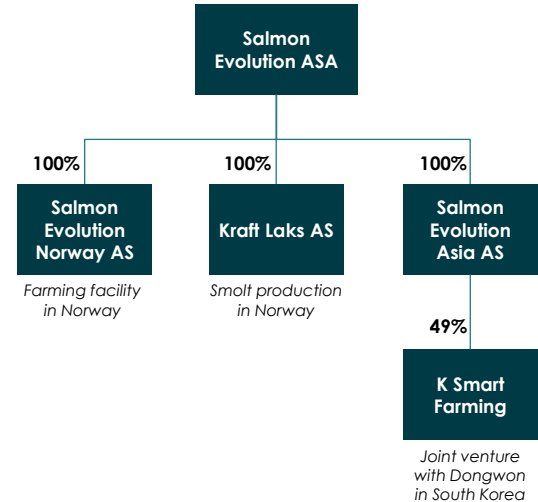 Salmon
Evolution ASA
100%
100%
100%
Salmon
Evolution
Norway AS
Kraft Laks AS
Salmon
Evolution
Asia AS
Farming facility
in Norway
Smolt production
in Norway
49%
K Smart
Farming
Joint venture
with Dongwon
in South Korea